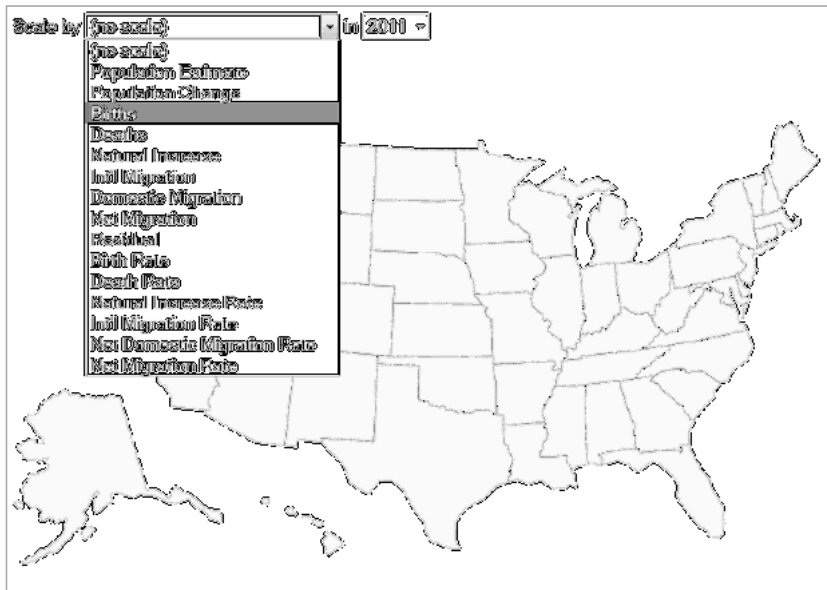 Scale by (no scale) in 2011
(no scale)
Population Estimate
Population Change
Births
Deaths
Natural Increase
Intl Migration
Domestic Migration
Net Migration
Residual
Birth Rate
Death Rate
Natural Increase Rate
Intl Migration Rate
Net Domestic Migration Rate
Net Migration Rate